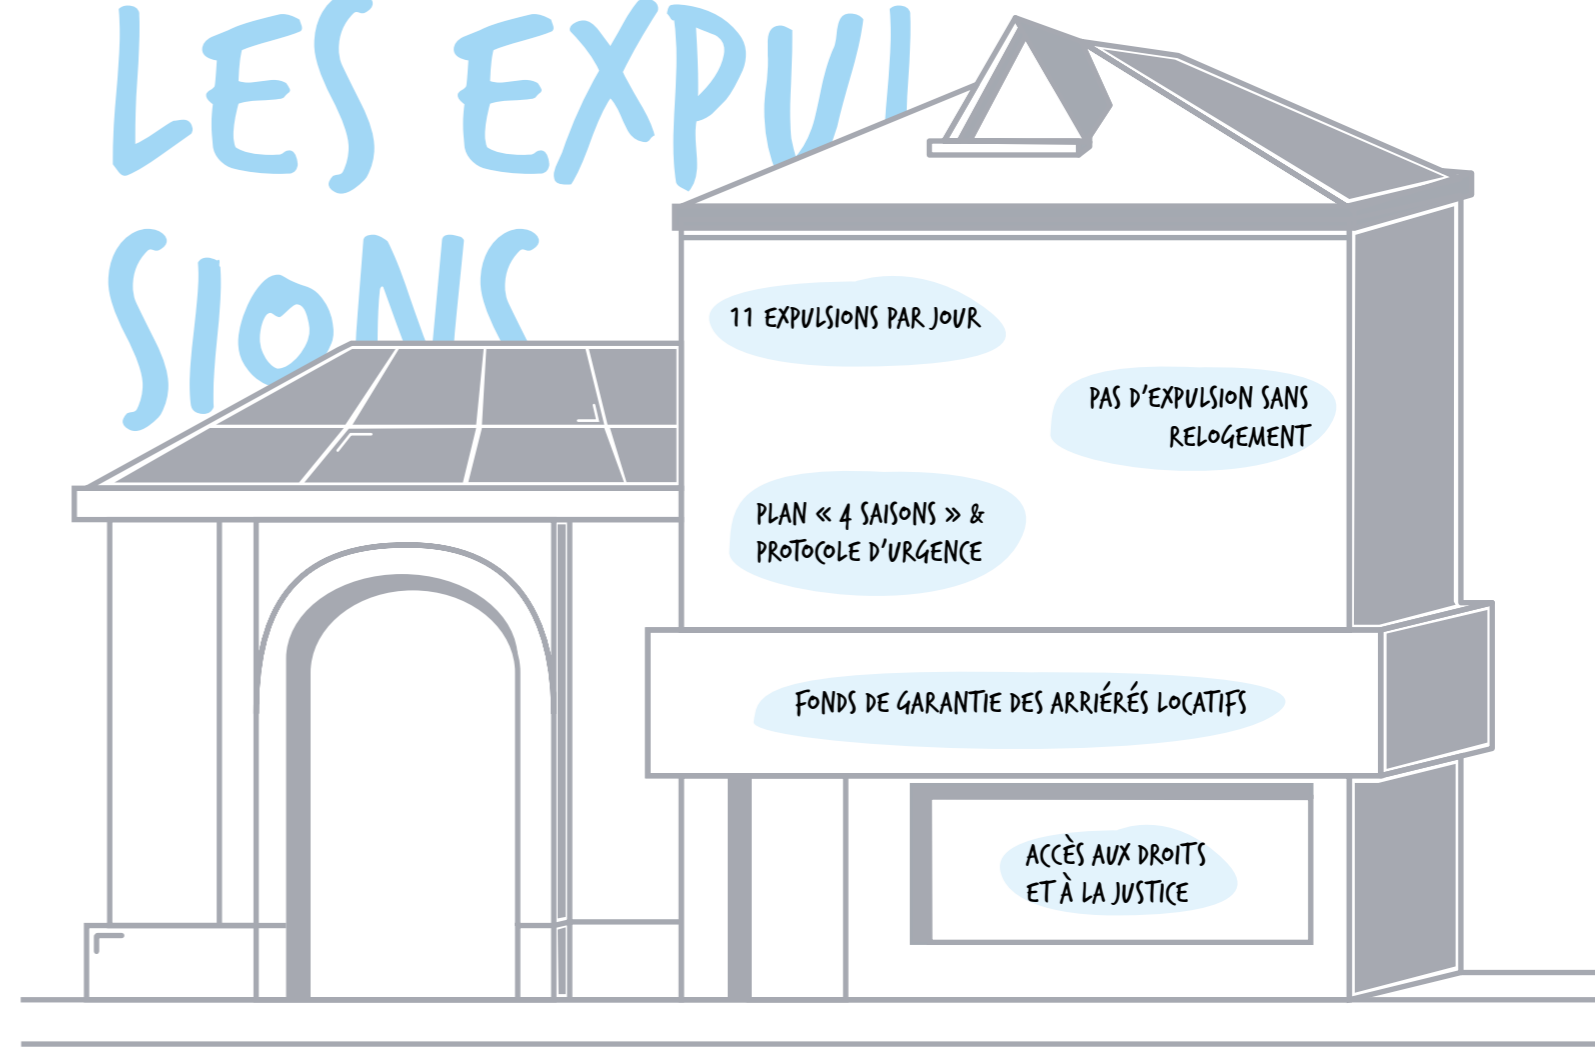 LES EXPUL
SIONS
11 EXPULSIONS PAR JOUR
PAS D'EXPULSION SANS
RELOGEMENT
PLAN « 4 SAISONS » &
PROTOCOLE D'URGENCE
FONDS DE GARANTIE DES ARRIÉRÉS LOCATIFS
ACCÈS AUX DROITS
ET À LA JUSTICE